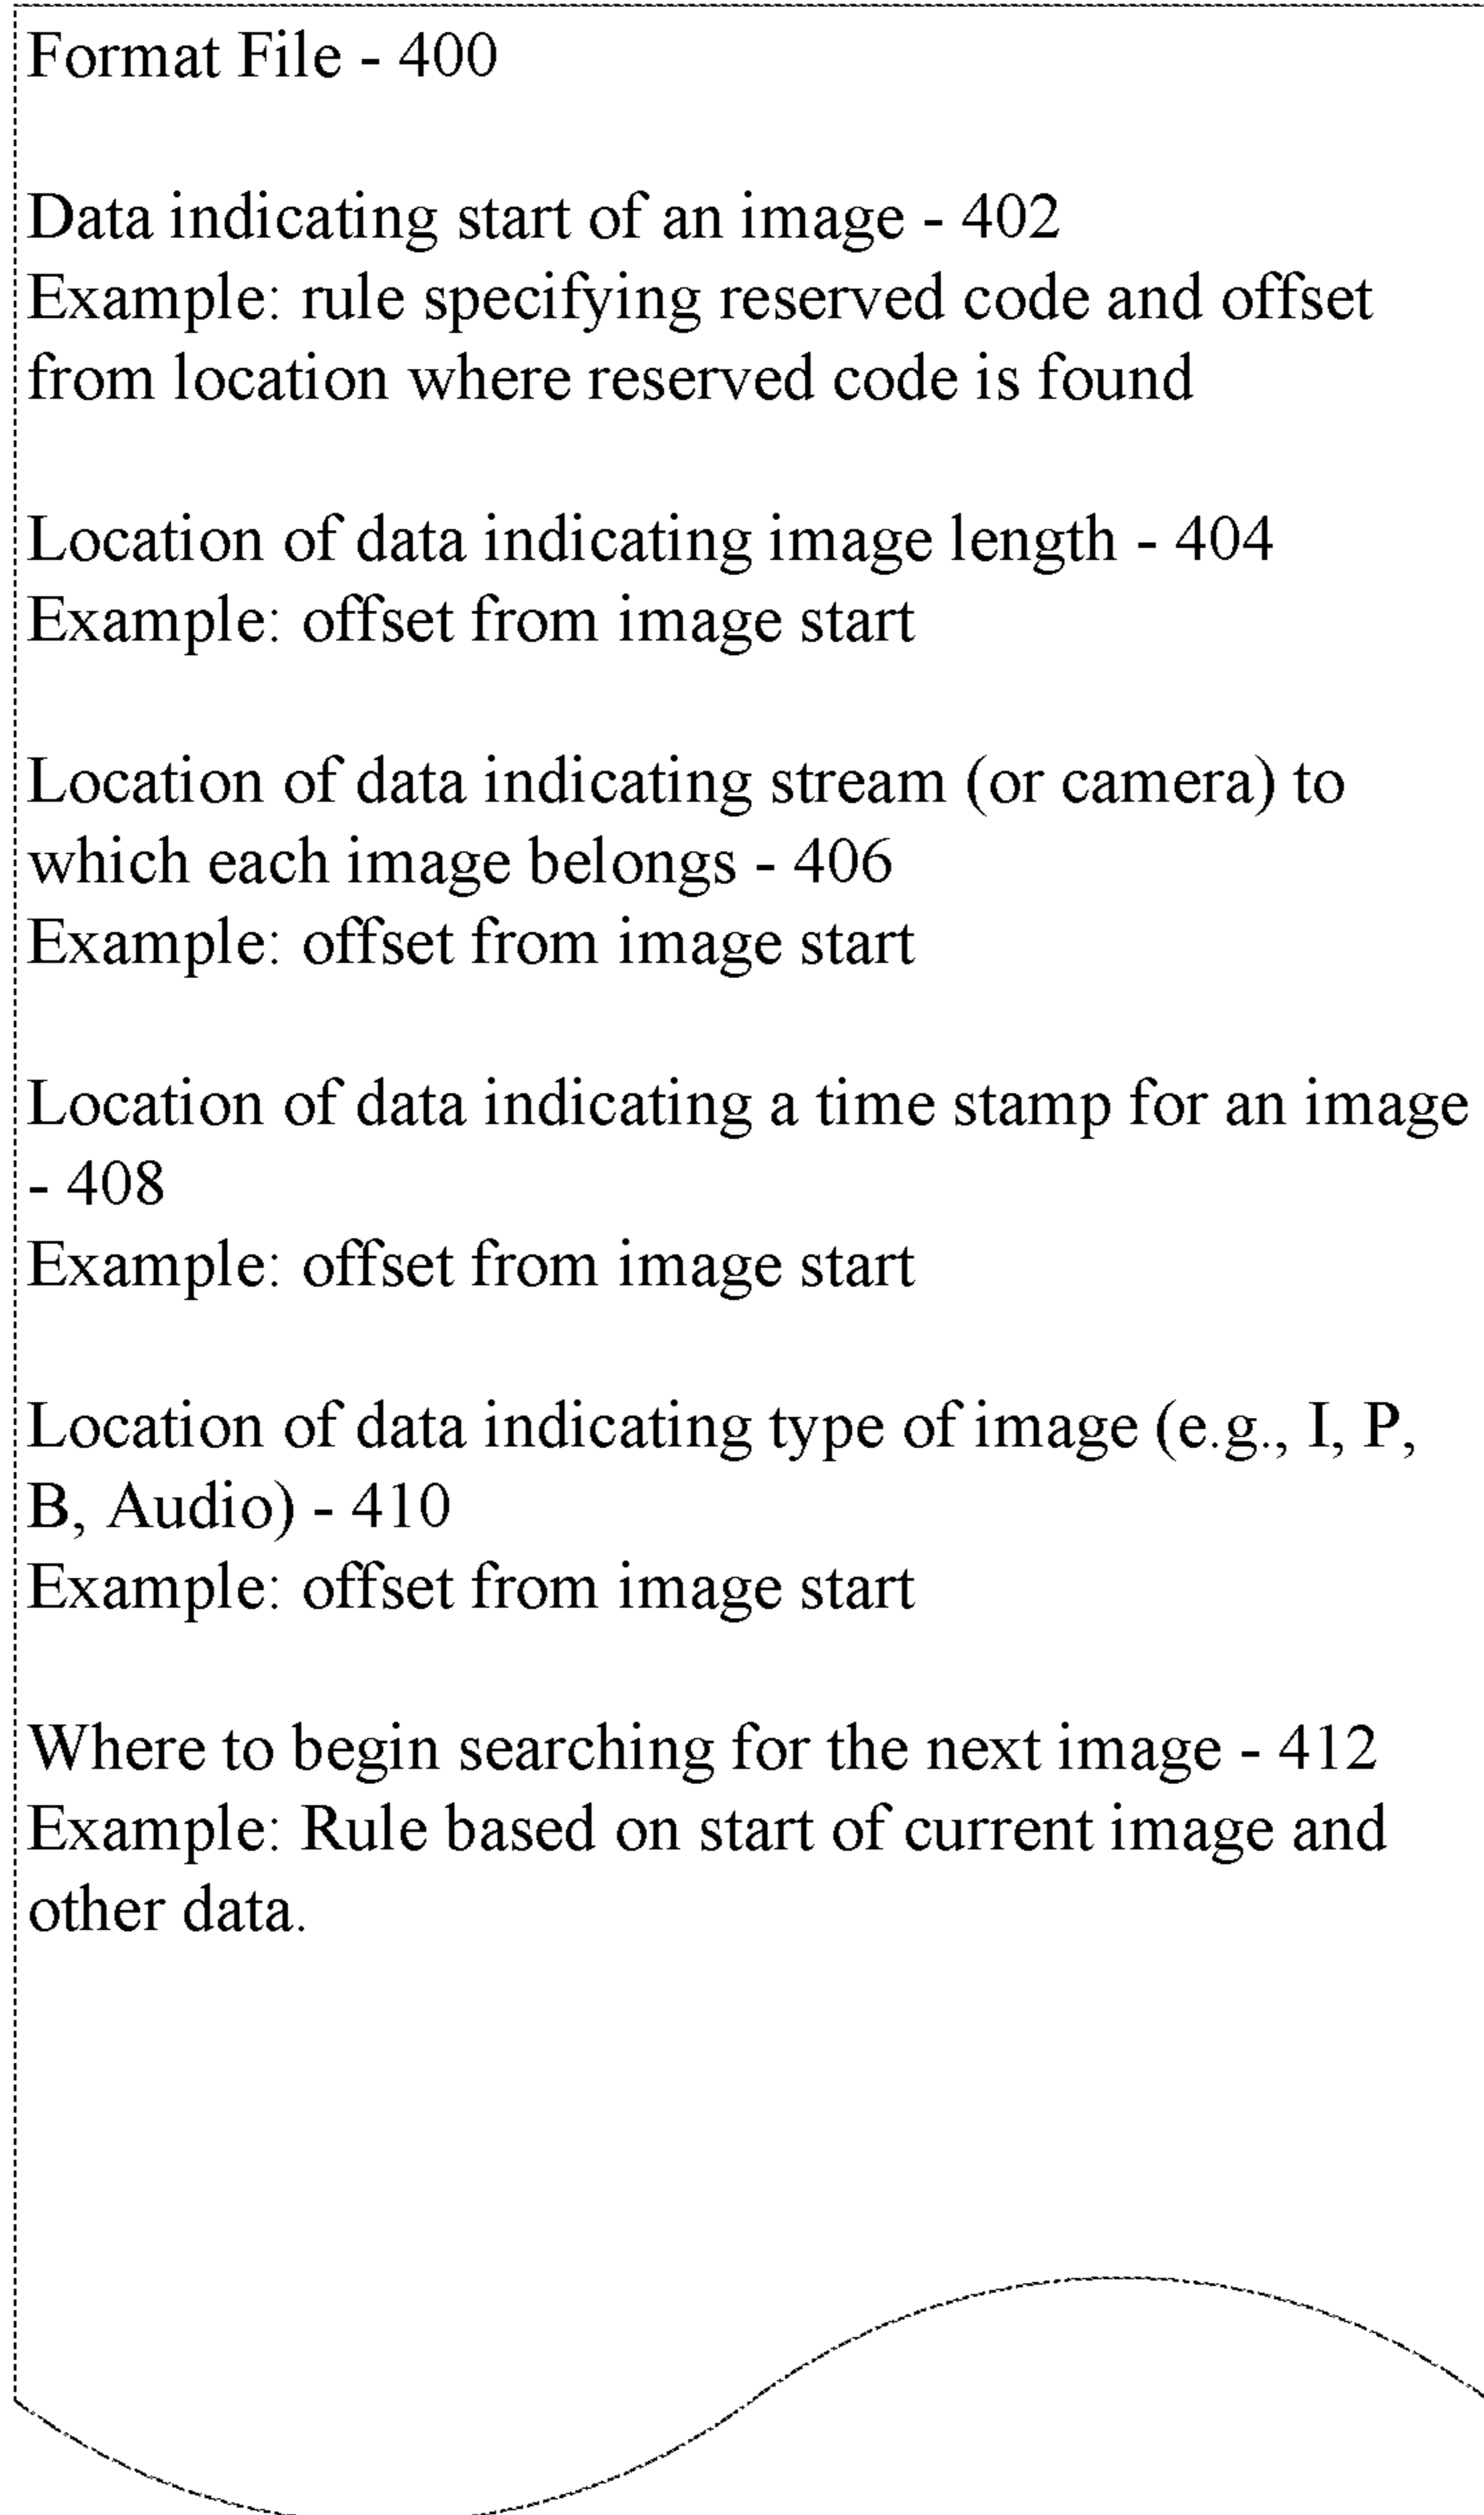 Format File - 400
Data indicating start of an image - 402
Example: rule specifying reserved code and offset
from location where reserved code is found
Location of data indicating image length - 404
Example: offset from image start
Location of data indicating stream (or camera) to
which each image belongs - 406
Example: offset from image start
Location of data indicating a time stamp for an image
- 408
Example: offset from image start
Location of data indicating type of image (e.g., I, P,
B, Audio) - 410
Example: offset from image start
Where to begin searching for the next image - 412
Example: Rule based on start of current image and
other data.